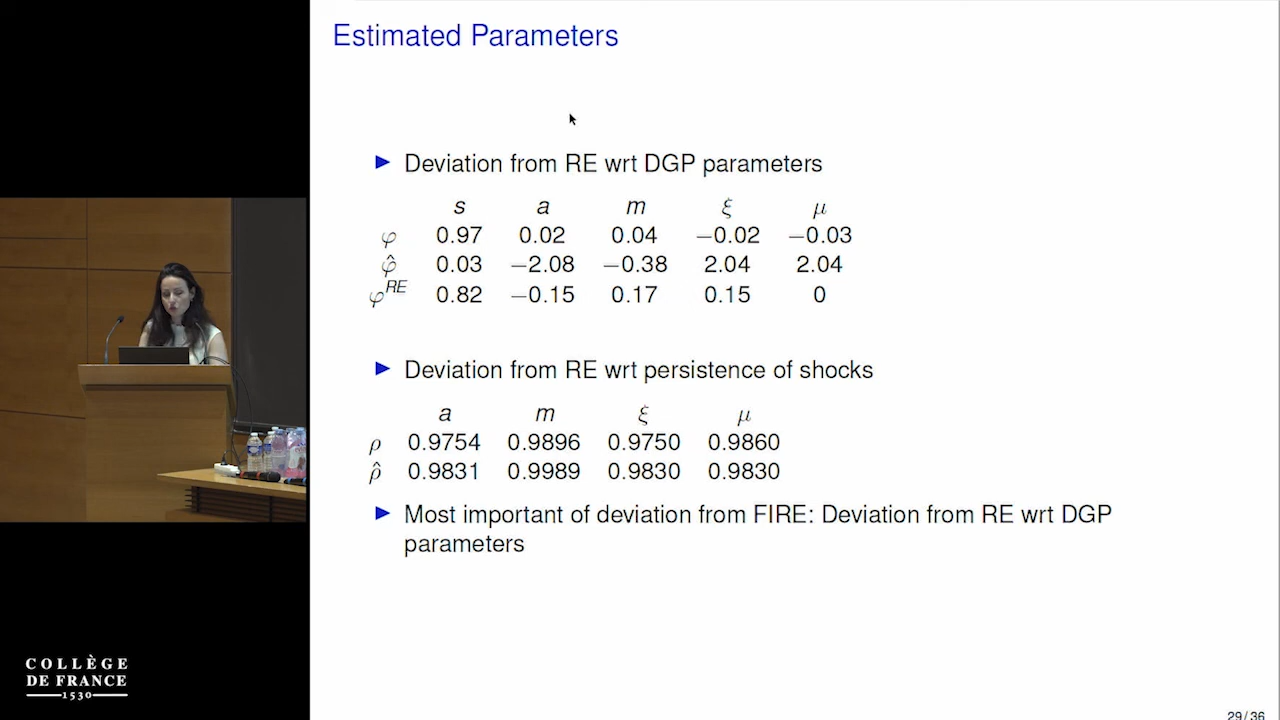 Estimated Parameters
▶ Deviation from RE wrt DGP parameters
s a m ξ μ
φ 0.97 0.02 0.04 −0.02 −0.03
φ̂ 0.03 −2.08 −0.38 2.04 2.04
φ^RE 0.82 −0.15 0.17 0.15 0
▶ Deviation from RE wrt persistence of shocks
a m ξ μ
ρ 0.9754 0.9896 0.9750 0.9860
ρ̂ 0.9831 0.9989 0.9830 0.9830
▶ Most important of deviation from FIRE: Deviation from RE wrt DGP
parameters
29/36
COLLÈGE
DE FRANCE
1530